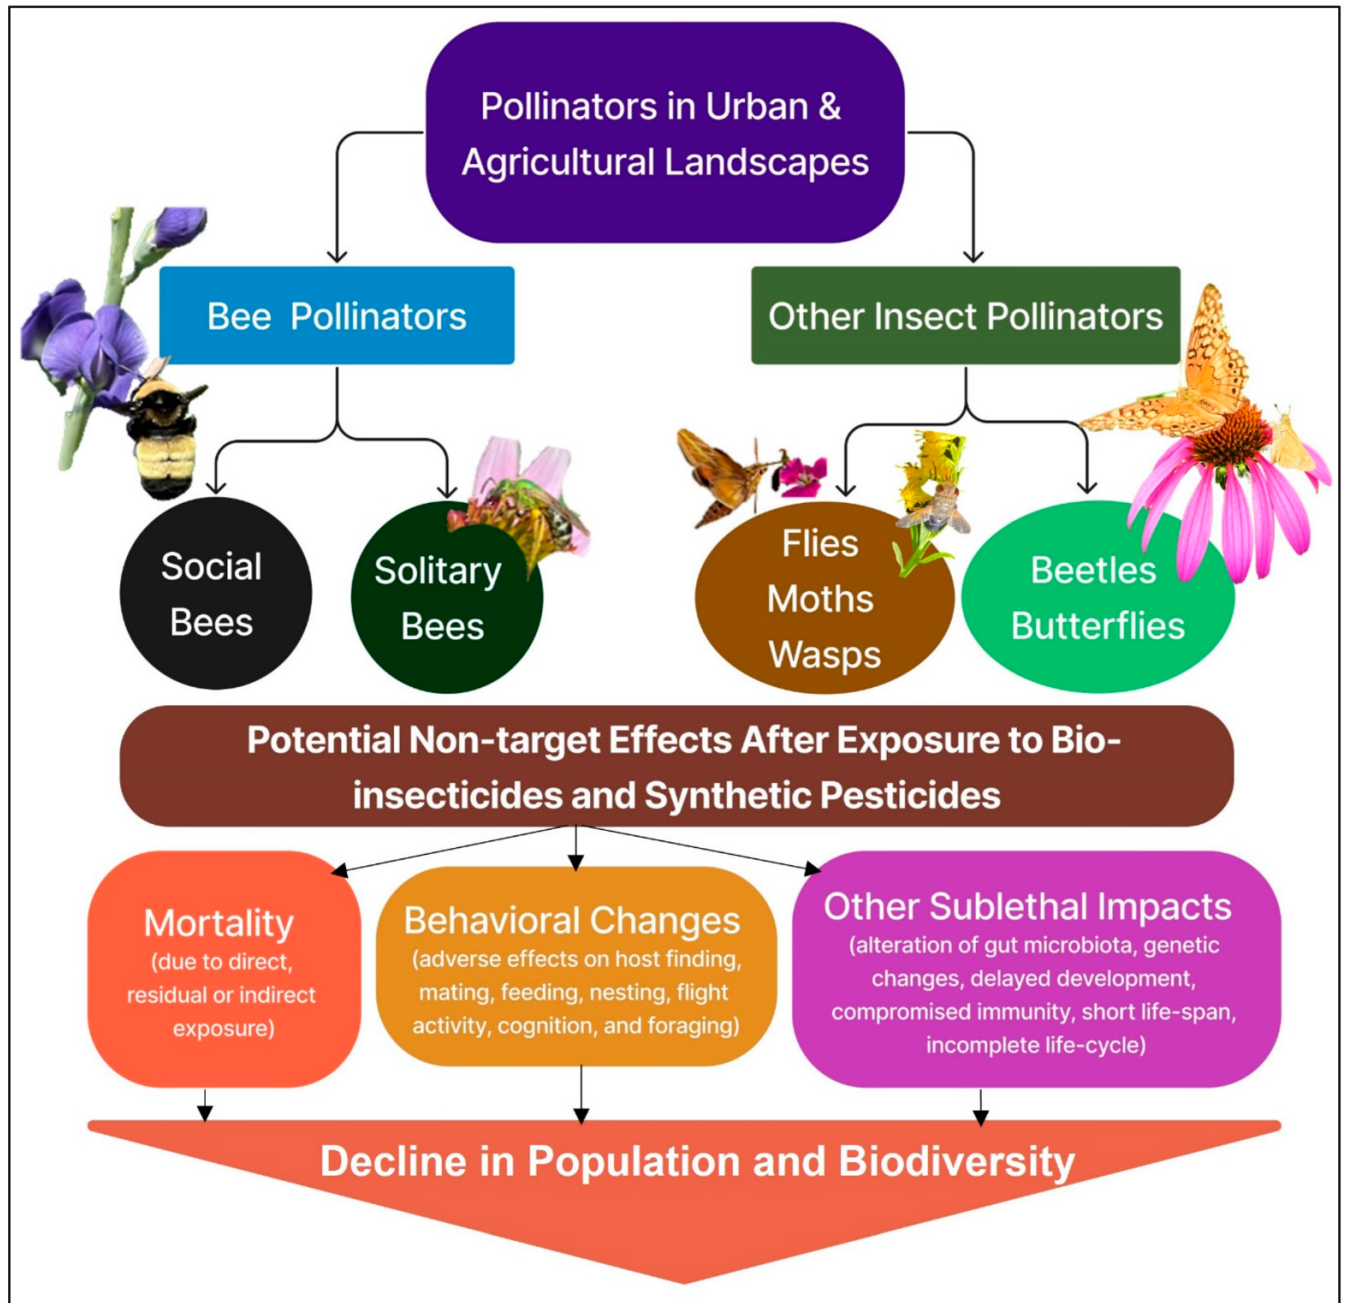 Pollinators in Urban &
Agricultural Landscapes
Bee Pollinators
Other Insect Pollinators
Social
Bees
Solitary
Bees
Flies
Moths
Wasps
Beetles
Butterflies
Potential Non-target Effects After Exposure to Bio-
insecticides and Synthetic Pesticides
Mortality
(due to direct,
residual or indirect
exposure)
Behavioral Changes
(adverse effects on host finding,
mating, feeding, nesting, flight
activity, cognition, and foraging)
Other Sublethal Impacts
(alteration of gut microbiota, genetic
changes, delayed development,
compromised immunity, short life-span,
incomplete life-cycle)
Decline in Population and Biodiversity